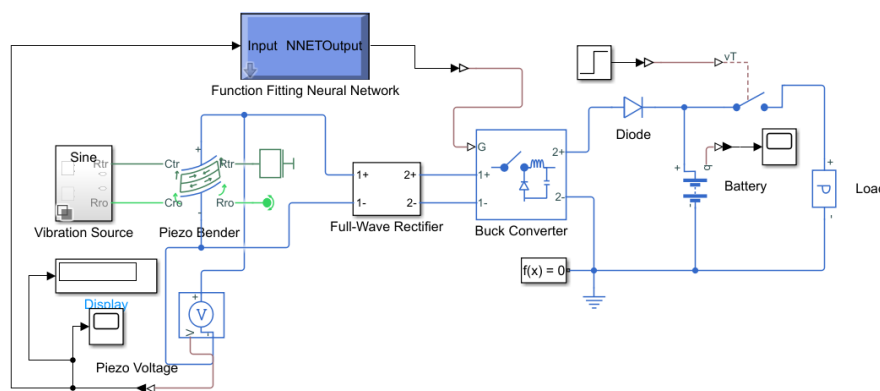 Input NNETOutput
Function Fitting Neural Network
vT
Diode
Sine
Rtr
Rro
Ctr
Cro
+
-
Rtr
Rro
Vibration Source
Piezo Bender
1+
1-
2+
2-
Full-Wave Rectifier
G
1+
1-
2+
2-
Buck Converter
+
-
q
Battery
+
P
-
Load
f(x) = 0
Display
+
V
-
V
Piezo Voltage